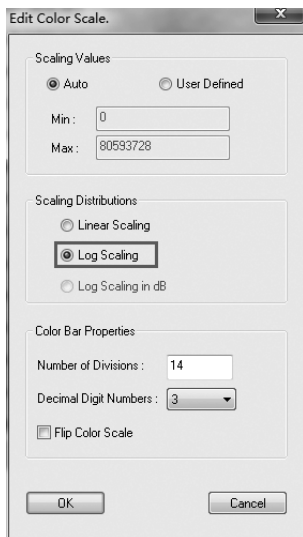 Edit Color Scale.
Scaling Values
Auto
User Defined
Min :
0
Max :
80593728
Scaling Distributions
Linear Scaling
Log Scaling
Log Scaling in dB
Color Bar Properties
Number of Divisions :
14
Decimal Digit Numbers :
3
Flip Color Scale
OK
Cancel